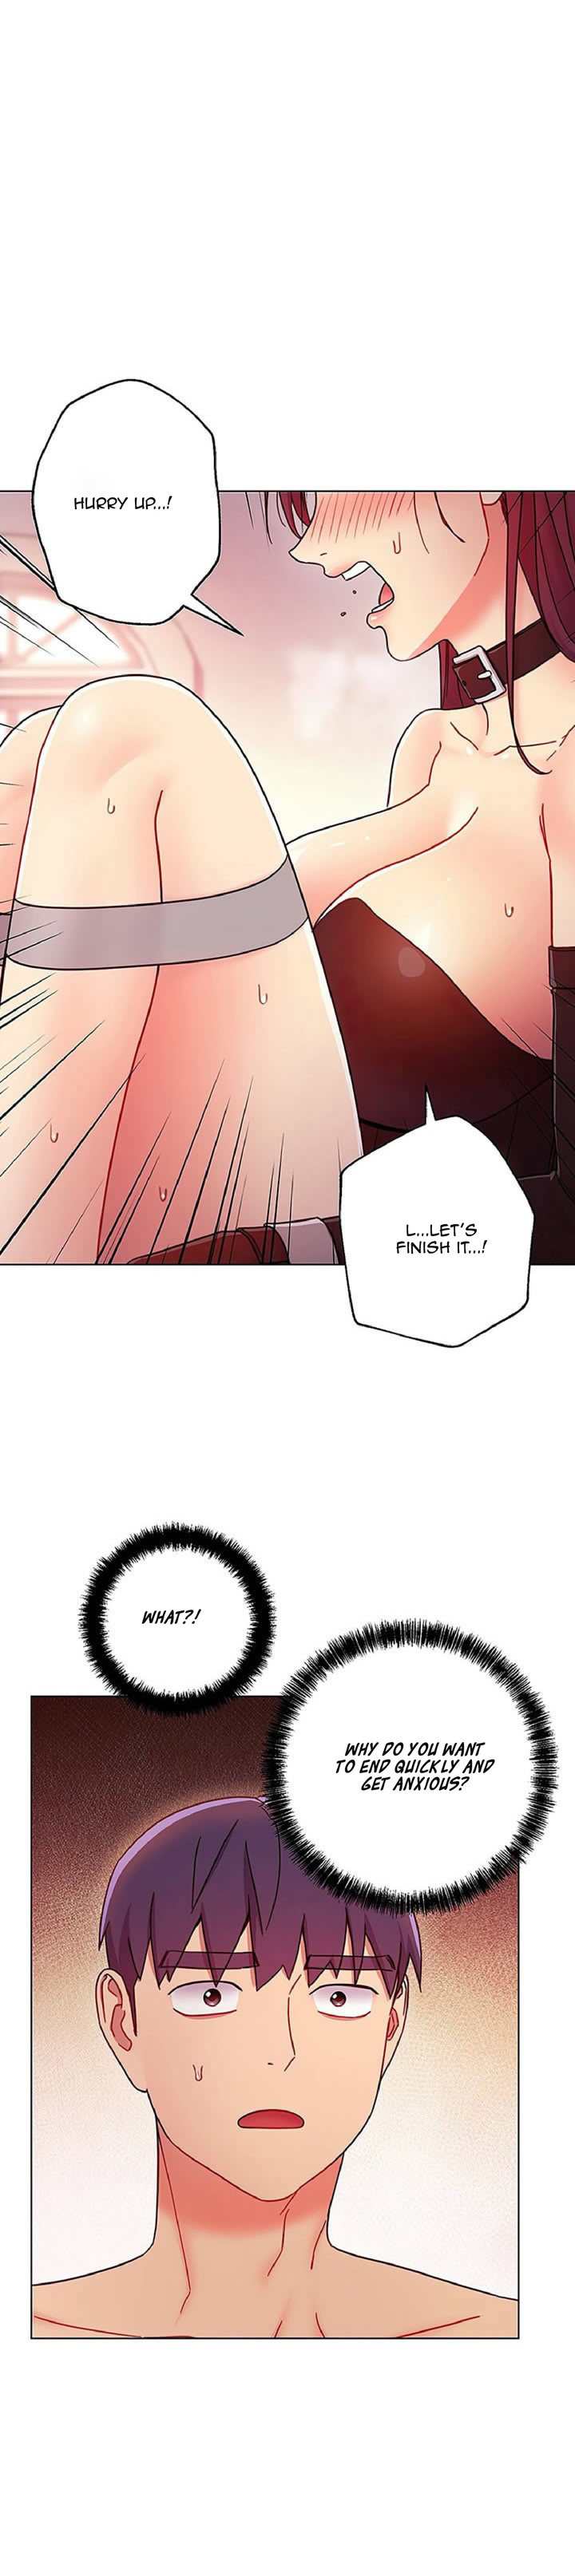 HURRY UP...!
L...LET'S
FINISH IT...!
WHAT?!
WHY DO YOU WANT
TO END QUICKLY AND
GET ANXIOUS?